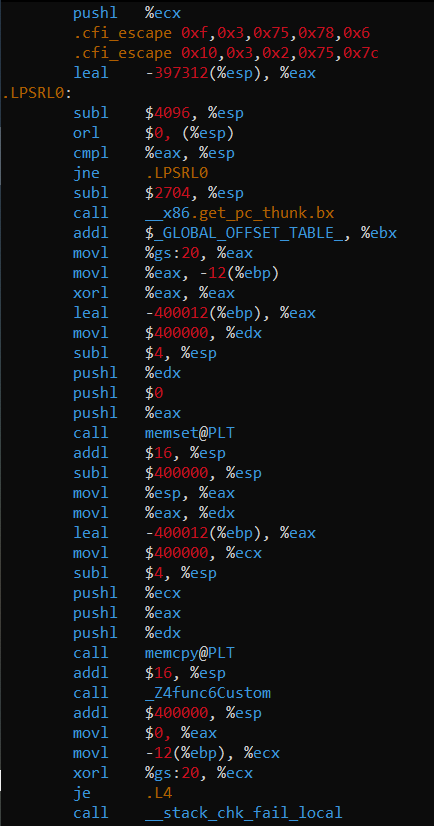 pushl %ecx
.cfi_escape 0xf,0x3,0x75,0x78,0x6
.cfi_escape 0x10,0x3,0x2,0x75,0x7c
leal -397312(%esp), %eax
.LPSRL0:
subl $4096, %esp
orl $0, (%esp)
cmpl %eax, %esp
jne .LPSRL0
subl $2704, %esp
call __x86.get_pc_thunk.bx
addl $_GLOBAL_OFFSET_TABLE_, %ebx
movl %gs:20, %eax
movl %eax, -12(%ebp)
xorl %eax, %eax
leal -400012(%ebp), %eax
movl $400000, %edx
subl $4, %esp
pushl %edx
pushl $0
pushl %eax
call memset@PLT
addl $16, %esp
subl $400000, %esp
movl %esp, %eax
movl %eax, %edx
leal -400012(%ebp), %eax
movl $400000, %ecx
subl $4, %esp
pushl %ecx
pushl %eax
pushl %edx
call memcpy@PLT
addl $16, %esp
call _Z4func6Custom
addl $400000, %esp
movl $0, %eax
movl -12(%ebp), %ecx
xorl %gs:20, %ecx
je .L4
call __stack_chk_fail_local